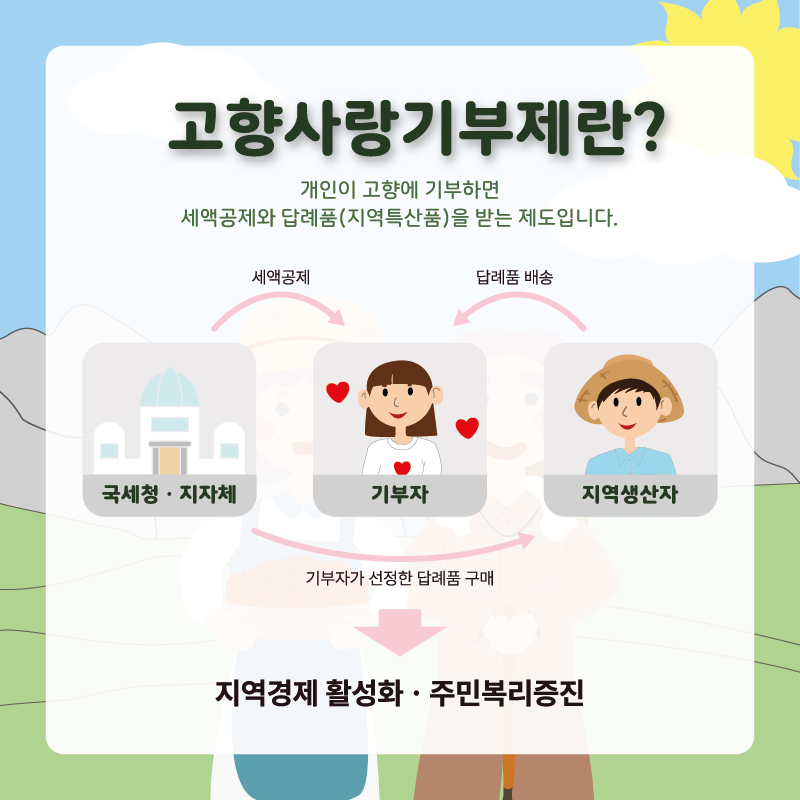 고향사랑기부제란?
개인이 고향에 기부하면
세액공제와 답례품(지역특산품)을 받는 제도입니다.
세액공제
답례품 배송
국세청 · 지자체
기부자
지역생산자
기부자가 선정한 답례품 구매
지역경제 활성화 · 주민복리증진